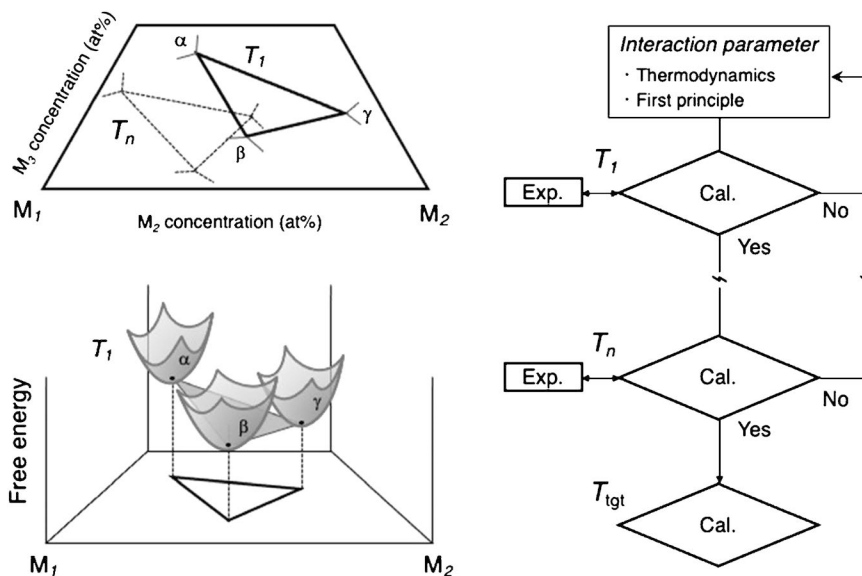 α
T₁
M₃ concentration (at%)
Tₙ
γ
β
M₁
M₂ concentration (at%)
M₂
T₁
α
β
γ
Free energy
M₁
M₂
Interaction parameter
· Thermodynamics
· First principle
T₁
Exp.
Cal.
No
Yes
Tₙ
Exp.
Cal.
No
Yes
Tₜgₜ
Cal.